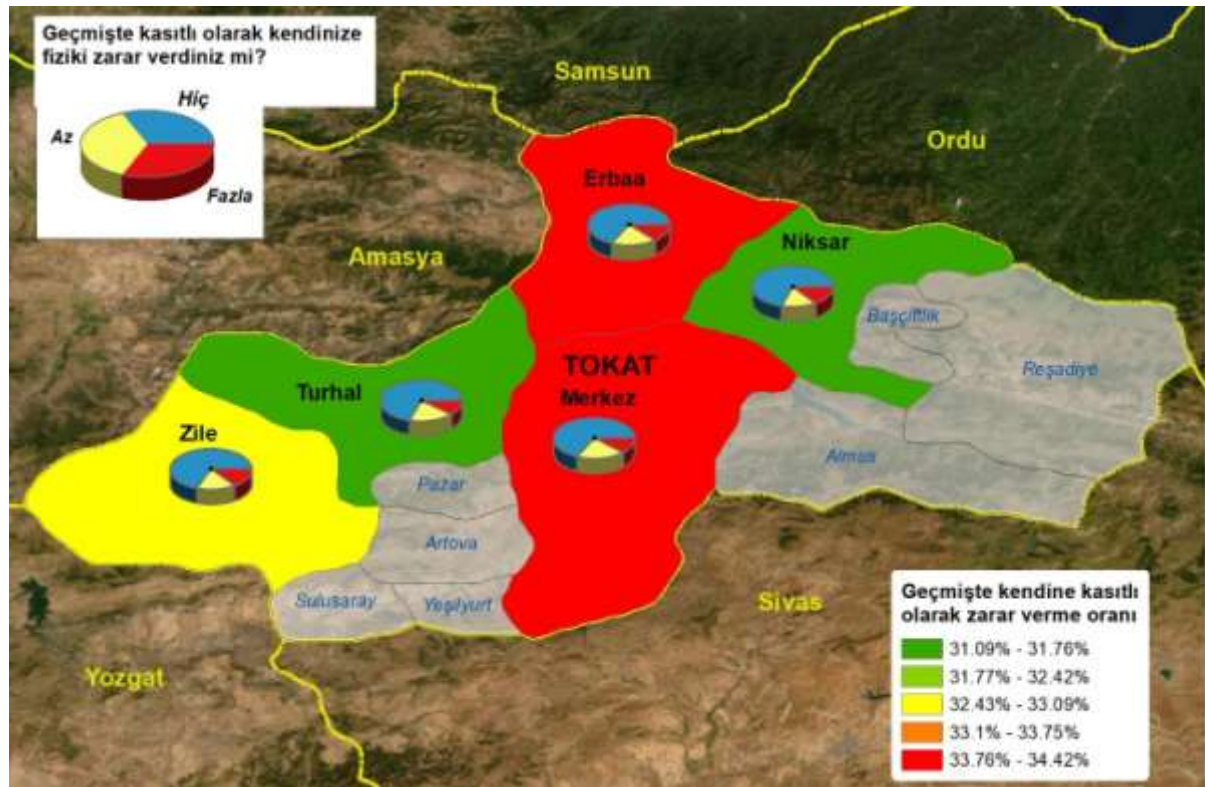 Geçmişte kasıtlı olarak kendinize
fiziki zarar verdiniz mi?
Hiç
Az
Fazla
Samsun
Ordu
Erbaa
Niksar
Amasya
Başçiftlik
Reşadiye
TOKAT
Turhal
Merkez
Zile
Almus
Pazar
Artova
Sulusaray
Yeşilyurt
Sivas
Yozgat
Geçmişte kendine kasıtlı
olarak zarar verme oranı
31.09% - 31.76%
31.77% - 32.42%
32.43% - 33.09%
33.1% - 33.75%
33.76% - 34.42%